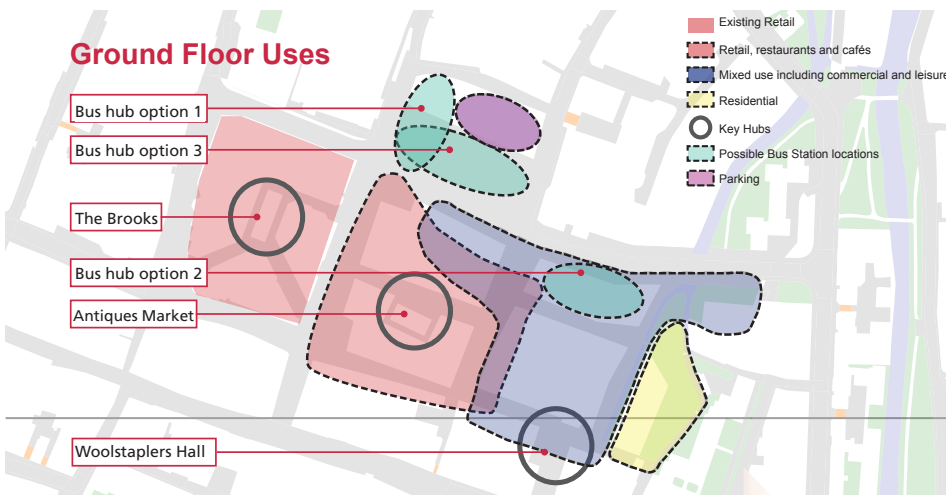 Ground Floor Uses
Bus hub option 1
Bus hub option 3
The Brooks
Bus hub option 2
Antiques Market
Woolstaplers Hall
Existing Retail
Retail, restaurants and cafés
Mixed use including commercial and leisure
Residential
Key Hubs
Possible Bus Station locations
Parking